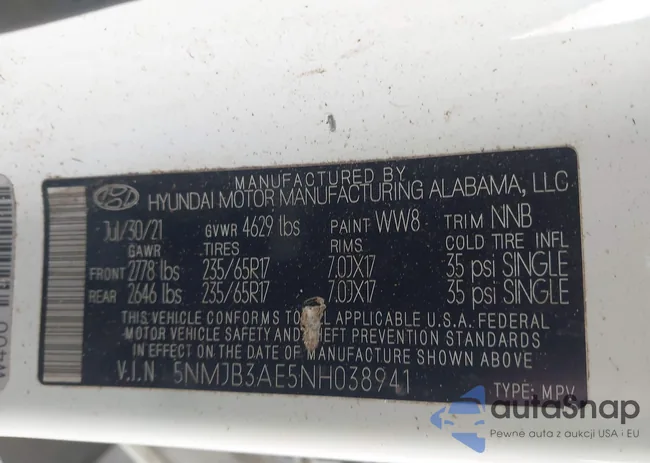 MANUFACTURED BY
HYUNDAI MOTOR MANUFACTURING ALABAMA, LLC
Jul/30/21 GVWR 4629 lbs PAINT WW8 TRIM NNB
GAWR TIRES RIMS COLD TIRE INFL
FRONT 2778 lbs 235/65R17 7.0JX17 35 psi SINGLE
REAR 2646 lbs 235/65R17 7.0JX17 35 psi SINGLE
THIS VEHICLE CONFORMS TO ALL APPLICABLE U.S.A. FEDERAL
MOTOR VEHICLE SAFETY AND THEFT PREVENTION STANDARDS
IN EFFECT ON THE DATE OF MANUFACTURE SHOWN ABOVE
V.I.N 5NMJB3AE5NH038941 TYPE: MPV
autoSnap
Pewne auta z aukcji USA i EU